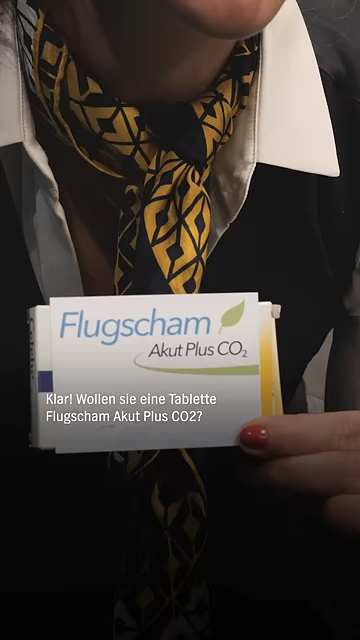 Flugscham
Akut Plus CO₂
Klar! Wollen sie eine Tablette
Flugscham Akut Plus CO2?